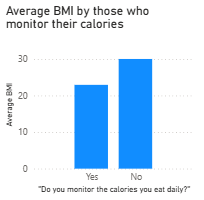 Average BMI by those who
monitor their calories
30
20
10
0
Average BMI
Yes
No
"Do you monitor the calories you eat daily?"